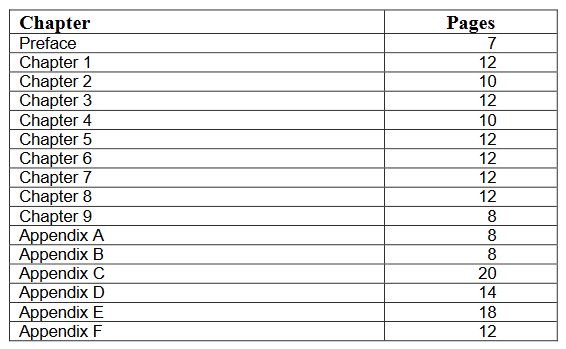 Chapter Pages
Preface 7
Chapter 1 12
Chapter 2 10
Chapter 3 12
Chapter 4 10
Chapter 5 12
Chapter 6 12
Chapter 7 12
Chapter 8 12
Chapter 9 8
Appendix A 8
Appendix B 8
Appendix C 20
Appendix D 14
Appendix E 18
Appendix F 12